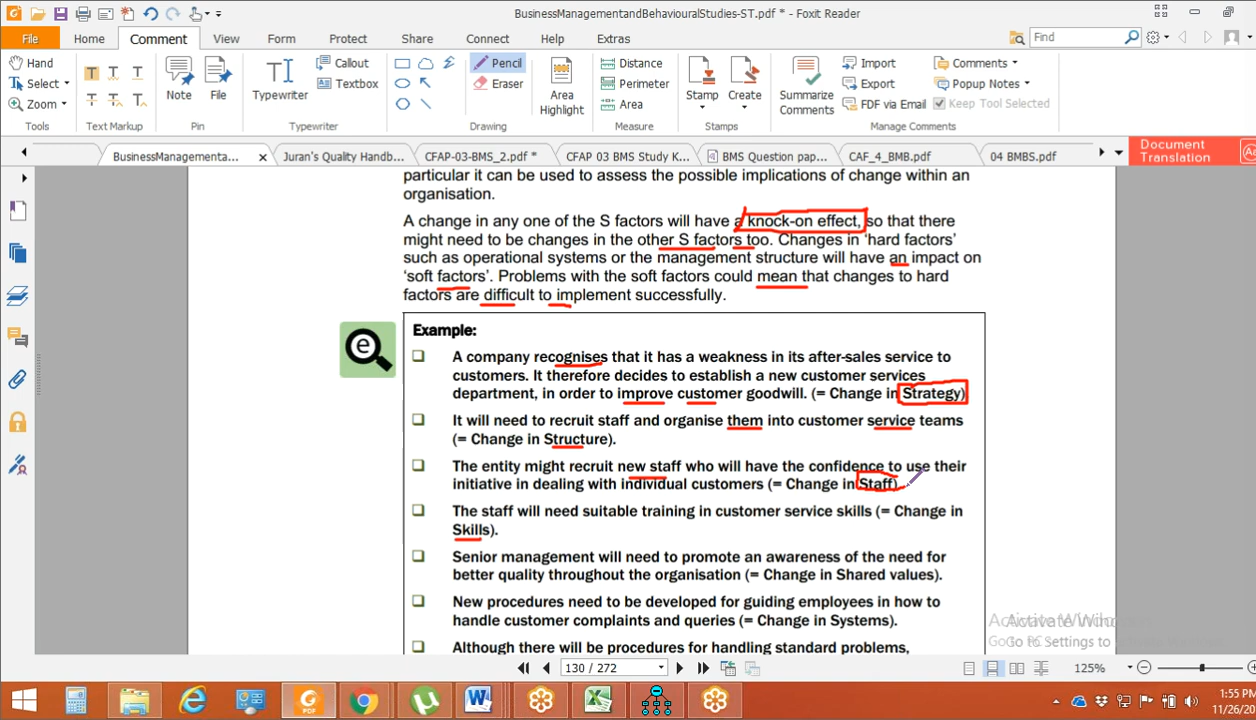 BusinessManagementandBehaviouralStudies-ST.pdf * - Foxit Reader
File Home Comment View Form Protect Share Connect Help Extras Find
Hand Select Zoom Tools
Text Markup
Note File Pin
Typewriter Callout Textbox Typewriter
Pencil Eraser Area Highlight Drawing
Distance Perimeter Area Measure
Stamp Create Stamps
Summarize Comments Import Export FDF via Email Comments Popup Notes Keep Tool Selected Manage Comments
BusinessManagementa... Juran's Quality Handb... CFAP-03-BMS_2.pdf * CFAP 03 BMS Study K... BMS Question pap... CAF_4_BMB.pdf 04 BMBS.pdf Document Translation
particular it can be used to assess the possible implications of change within an
organisation.
A change in any one of the S factors will have a knock-on effect, so that there
might need to be changes in the other S factors too. Changes in ‘hard factors’
such as operational systems or the management structure will have an impact on
‘soft factors’. Problems with the soft factors could mean that changes to hard
factors are difficult to implement successfully.
e
Example:
A company recognises that it has a weakness in its after-sales service to
customers. It therefore decides to establish a new customer services
department, in order to improve customer goodwill. (= Change in Strategy)
It will need to recruit staff and organise them into customer service teams
(= Change in Structure).
The entity might recruit new staff who will have the confidence to use their
initiative in dealing with individual customers (= Change in Staff)
The staff will need suitable training in customer service skills (= Change in
Skills).
Senior management will need to promote an awareness of the need for
better quality throughout the organisation (= Change in Shared values).
New procedures need to be developed for guiding employees in how to
handle customer complaints and queries (= Change in Systems).
Although there will be procedures for handling standard problems,
Activate Windows
Go to Settings to
130 / 272 125%
1:55 PM
11/26/20